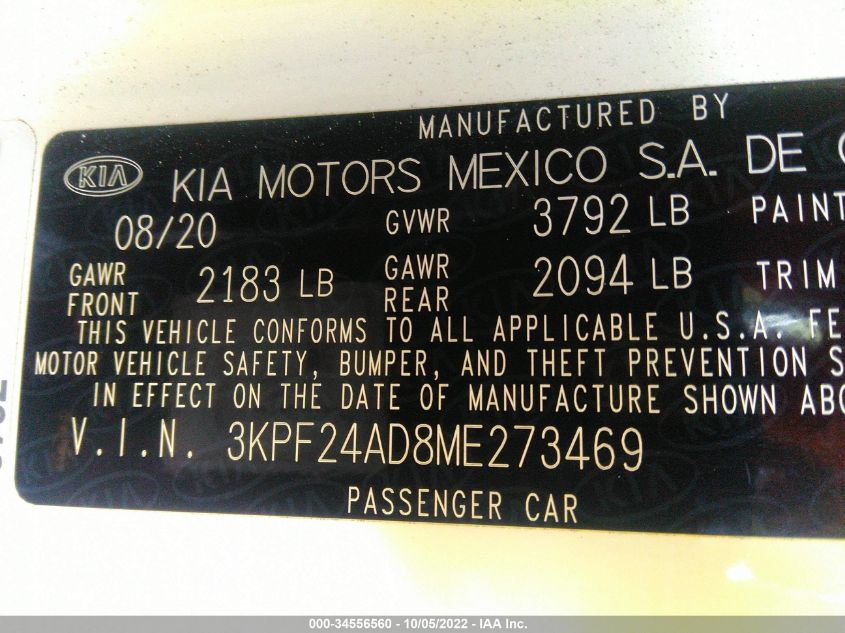 MANUFACTURED BY
KIA KIA MOTORS MEXICO S.A. DE
08/20 GVWR 3792 LB PAINT
GAWR FRONT 2183 LB GAWR REAR 2094 LB TRIM
THIS VEHICLE CONFORMS TO ALL APPLICABLE U.S.A. FE
MOTOR VEHICLE SAFETY, BUMPER, AND THEFT PREVENTION S
IN EFFECT ON THE DATE OF MANUFACTURE SHOWN ABO
V.I.N. 3KPF24AD8ME273469
PASSENGER CAR
000-34556560 - 10/05/2022 - IAA Inc.